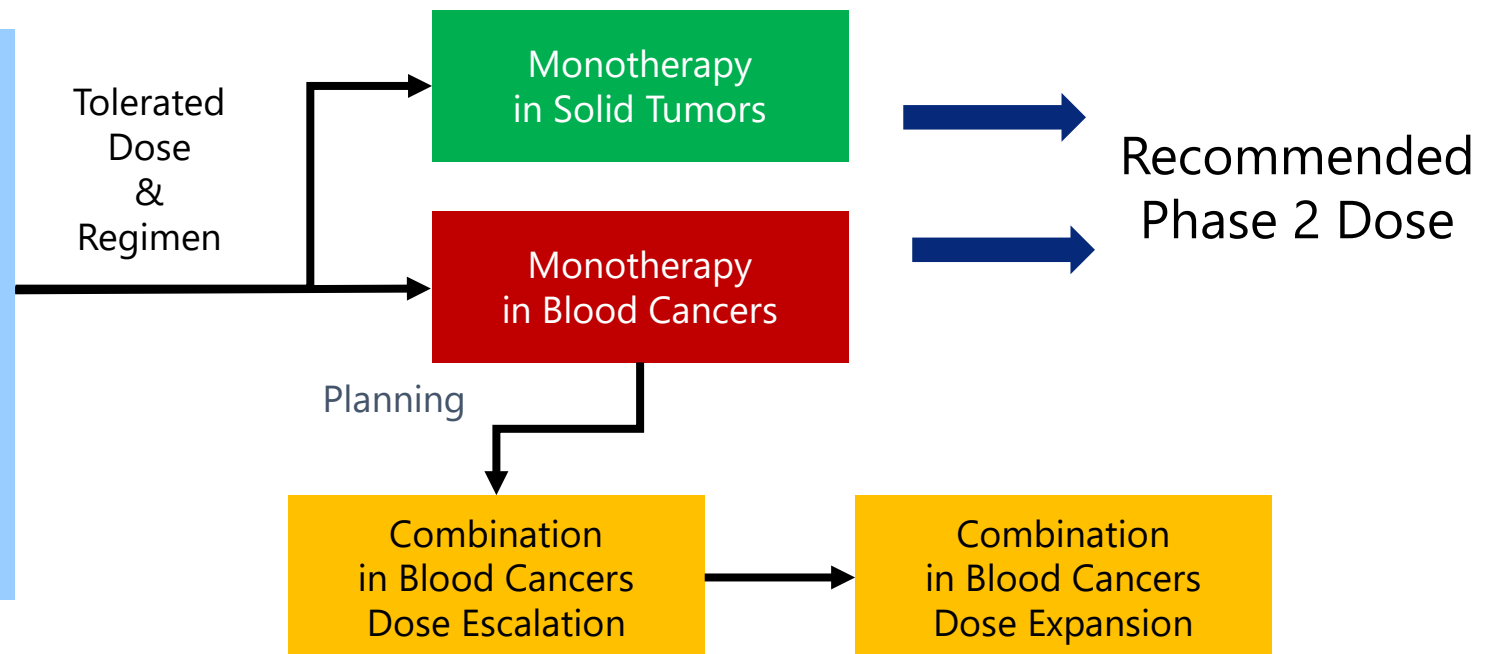 Tolerated
Dose
&
Regimen
Monotherapy
in Solid Tumors
Monotherapy
in Blood Cancers
Recommended
Phase 2 Dose
Planning
Combination
in Blood Cancers
Dose Escalation
Combination
in Blood Cancers
Dose Expansion